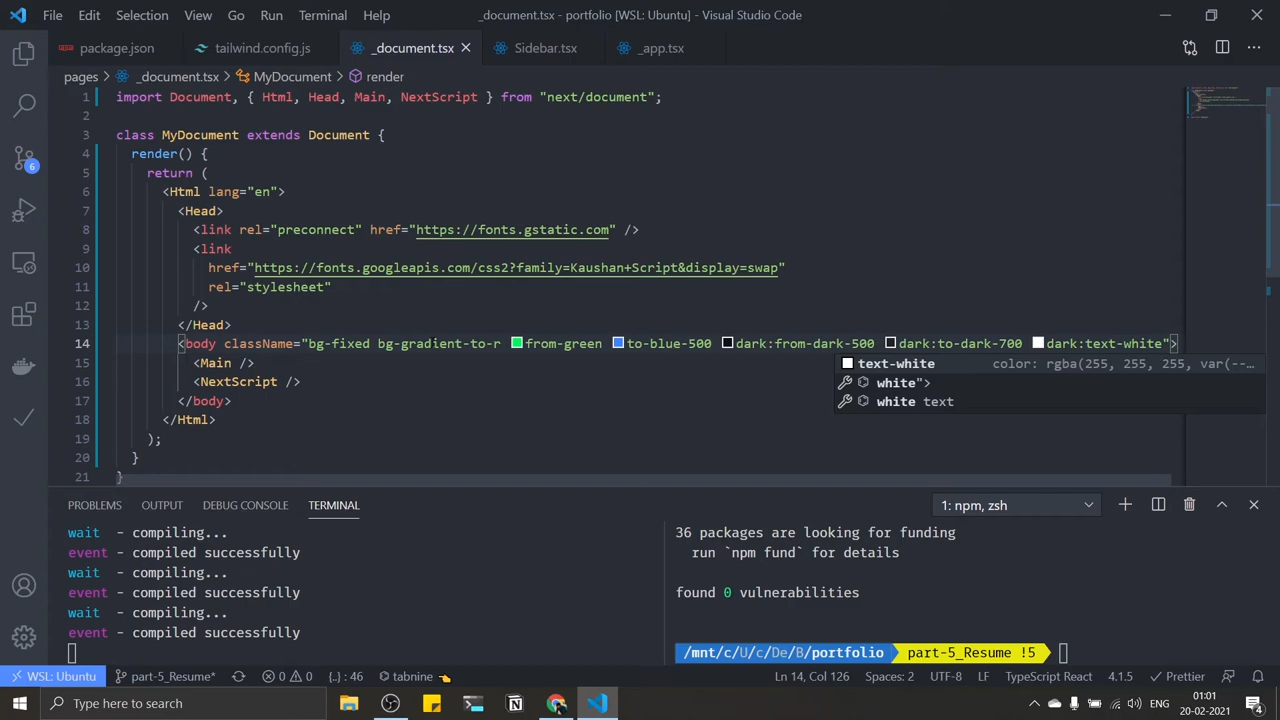 File Edit Selection View Go Run Terminal Help _document.tsx - portfolio [WSL: Ubuntu] - Visual Studio Code
package.json tailwind.config.js _document.tsx Sidebar.tsx _app.tsx
pages > _document.tsx > MyDocument > render
1 import Document, { Html, Head, Main, NextScript } from "next/document";
2
3 class MyDocument extends Document {
4 render() {
5 return (
6 <Html lang="en">
7 <Head>
8 <link rel="preconnect" href="https://fonts.gstatic.com" />
9 <link
10 href="https://fonts.googleapis.com/css2?family=Kaushan+Script&display=swap"
11 rel="stylesheet"
12 />
13 </Head>
14 <body className="bg-fixed bg-gradient-to-r from-green to-blue-500 dark:from-dark-500 dark:to-dark-700 dark:text-white">
15 <Main />
16 <NextScript />
17 </body>
18 </Html>
19 );
20 }
21 }
text-white color: rgba(255, 255, 255, var(--…
white">
white text
6
PROBLEMS OUTPUT DEBUG CONSOLE TERMINAL 1: npm, zsh
wait - compiling...
event - compiled successfully
wait - compiling...
event - compiled successfully
wait - compiling...
event - compiled successfully
36 packages are looking for funding
run `npm fund` for details
found 0 vulnerabilities
/mnt/c/U/c/De/B/portfolio part-5_Resume !5
WSL: Ubuntu part-5_Resume* 0 0 {..} : 46 tabnine Ln 14, Col 126 Spaces: 2 UTF-8 LF TypeScript React 4.1.5 Prettier
Type here to search 01:01
20-02-2021 4